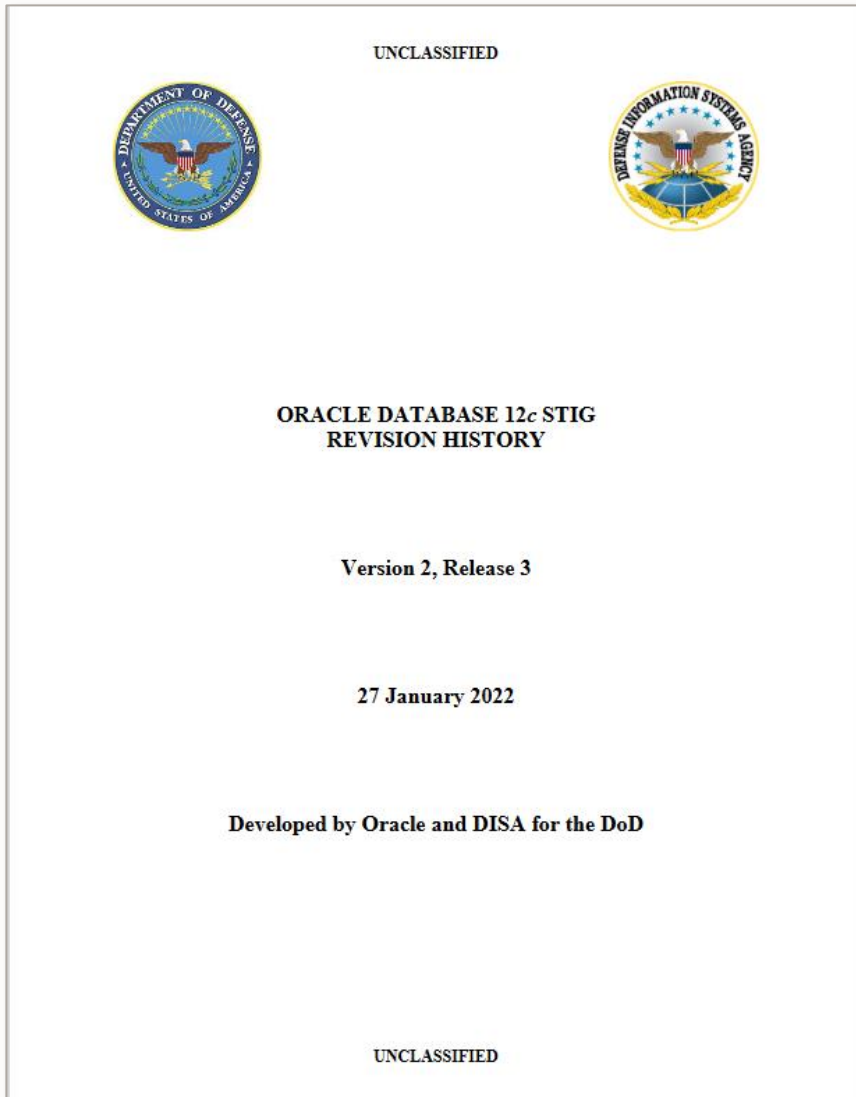 UNCLASSIFIED
DEPARTMENT OF DEFENSE
UNITED STATES OF AMERICA
DEFENSE INFORMATION SYSTEMS AGENCY
ORACLE DATABASE 12c STIG
REVISION HISTORY
Version 2, Release 3
27 January 2022
Developed by Oracle and DISA for the DoD
UNCLASSIFIED